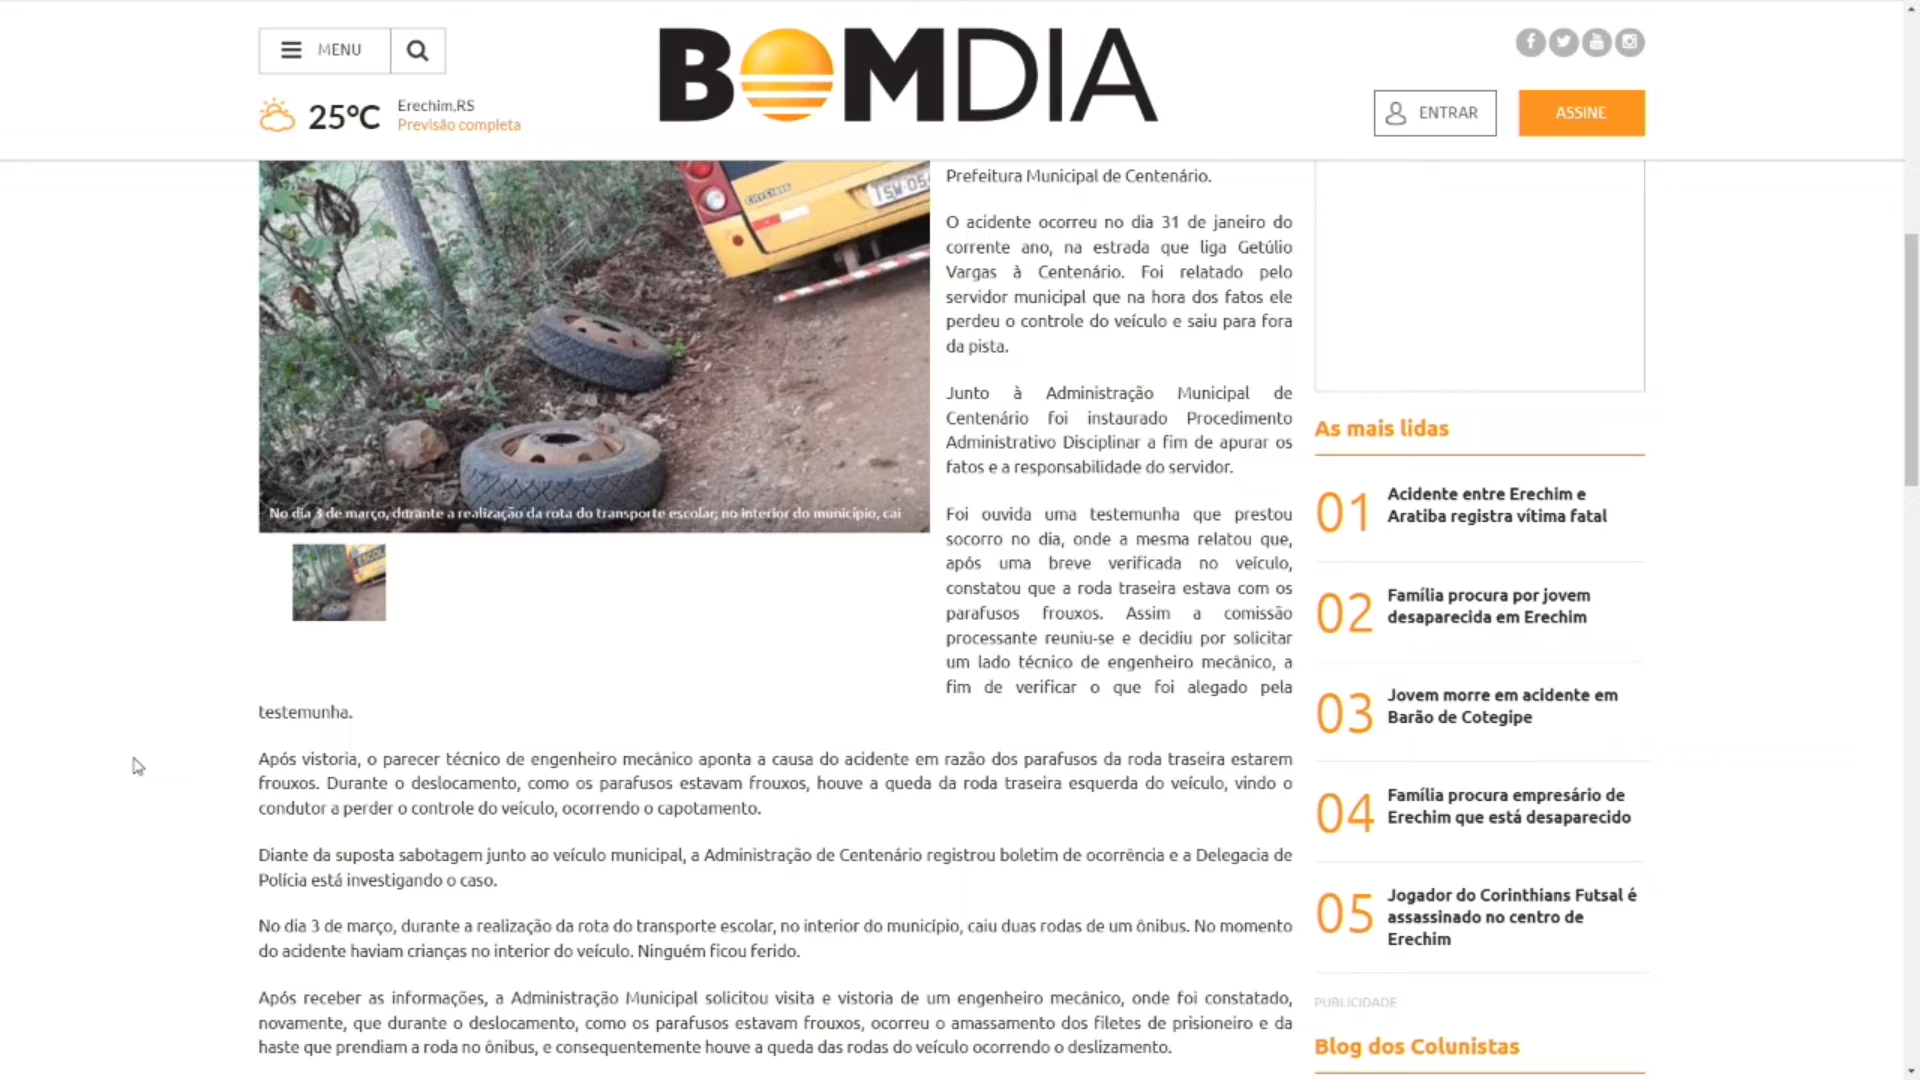 MENU
BOMDIA
25°C
Erechim,RS
Previsão completa
ENTRAR
ASSINE
CITYCLASS
No dia 3 de março, durante a realização da rota do transporte escolar, no interior do município, cai
Prefeitura Municipal de Centenário.
O acidente ocorreu no dia 31 de janeiro do
corrente ano, na estrada que liga Getúlio
Vargas à Centenário. Foi relatado pelo
servidor municipal que na hora dos fatos ele
perdeu o controle do veículo e saiu para fora
da pista.
Junto à Administração Municipal de
Centenário foi instaurado Procedimento
Administrativo Disciplinar a fim de apurar os
fatos e a responsabilidade do servidor.
Foi ouvida uma testemunha que prestou
socorro no dia, onde a mesma relatou que,
após uma breve verificada no veículo,
constatou que a roda traseira estava com os
parafusos frouxos. Assim a comissão
processante reuniu-se e decidiu por solicitar
um lado técnico de engenheiro mecânico, a
fim de verificar o que foi alegado pela
testemunha.
Após vistoria, o parecer técnico de engenheiro mecânico aponta a causa do acidente em razão dos parafusos da roda traseira estarem
frouxos. Durante o deslocamento, como os parafusos estavam frouxos, houve a queda da roda traseira esquerda do veículo, vindo o
condutor a perder o controle do veículo, ocorrendo o capotamento.
Diante da suposta sabotagem junto ao veículo municipal, a Administração de Centenário registrou boletim de ocorrência e a Delegacia de
Polícia está investigando o caso.
No dia 3 de março, durante a realização da rota do transporte escolar, no interior do município, caiu duas rodas de um ônibus. No momento
do acidente haviam crianças no interior do veículo. Ninguém ficou ferido.
Após receber as informações, a Administração Municipal solicitou visita e vistoria de um engenheiro mecânico, onde foi constatado,
novamente, que durante o deslocamento, como os parafusos estavam frouxos, ocorreu o amassamento dos filetes de prisioneiro e da
haste que prendiam a roda no ônibus, e consequentemente houve a queda das rodas do veículo ocorrendo o deslizamento.
As mais lidas
01 Acidente entre Erechim e
Aratiba registra vítima fatal
02 Família procura por jovem
desaparecida em Erechim
03 Jovem morre em acidente em
Barão de Cotegipe
04 Família procura empresário de
Erechim que está desaparecido
05 Jogador do Corinthians Futsal é
assassinado no centro de
Erechim
PUBLICIDADE
Blog dos Colunistas